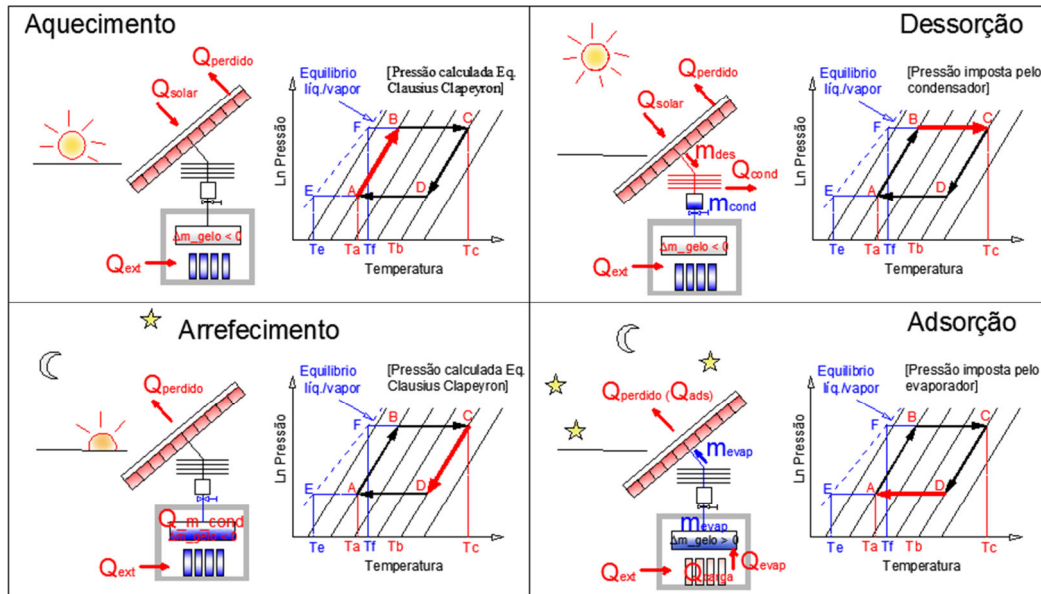 Aquecimento
Qperdido
Qsolar
Δm_gelo < 0
Qext
Equilibrio
líq./vapor
[Pressão calculada Eq.
Clausius Clapeyron]
Ln Pressão
F
B
C
E
A
D
Te
Ta
Tf
Tb
Tc
Temperatura
Dessorção
Qperdido
Qsolar
mdes
Qcond
mcond
Δm_gelo < 0
Qext
Equilibrio
líq./vapor
[Pressão imposta pelo
condensador]
Ln Pressão
F
B
C
E
A
D
Te
Ta
Tf
Tb
Tc
Temperatura
Arrefecimento
Qperdido
Q_m_cond
Δm_gelo < 0
Qext
Equilibrio
líq./vapor
[Pressão calculada Eq.
Clausius Clapeyron]
Ln Pressão
F
B
C
E
A
D
Te
Ta
Tf
Tb
Tc
Temperatura
Adsorção
Qperdido (Qads)
mevap
mevap
Δm_gelo > 0
Qevap
Qext
Qcarga
Equilibrio
líq./vapor
[Pressão imposta pelo
evaporador]
Ln Pressão
F
B
C
E
A
D
Te
Ta
Tf
Tb
Tc
Temperatura